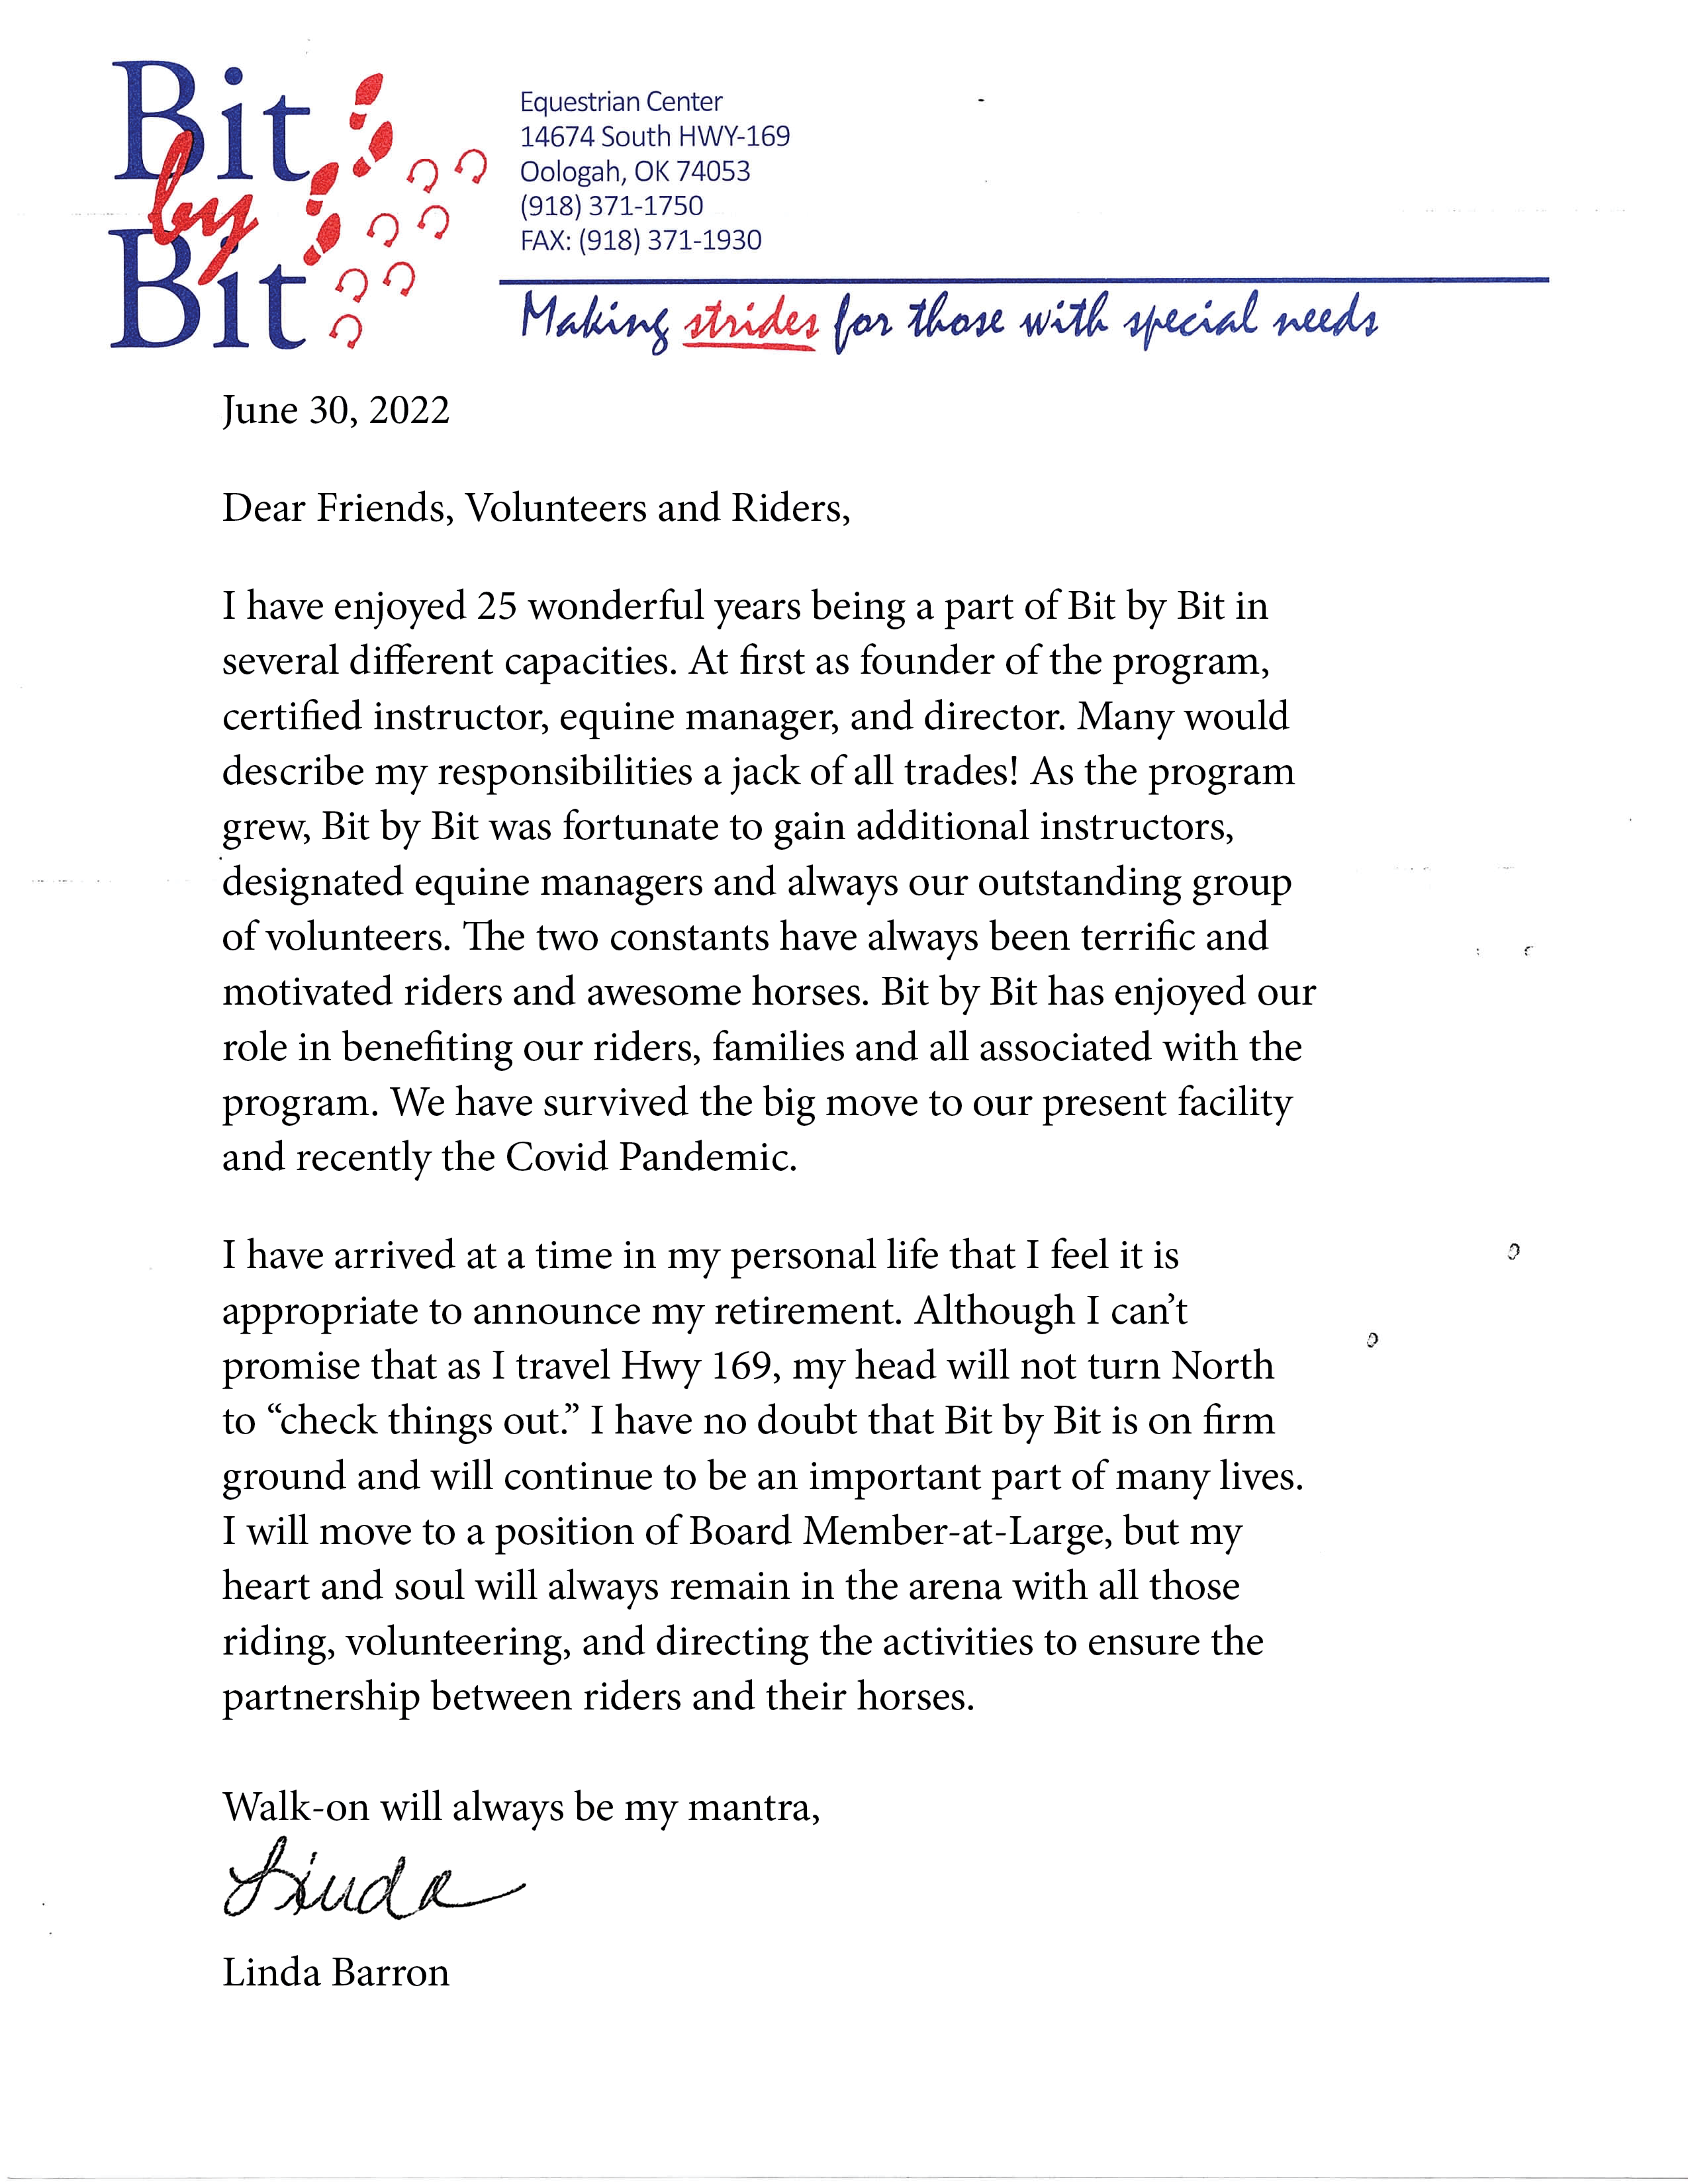 Bit
by
Bit
Equestrian Center
14674 South HWY-169
Oologah, OK 74053
(918) 371-1750
FAX: (918) 371-1930
Making strides for those with special needs
June 30, 2022
Dear Friends, Volunteers and Riders,
I have enjoyed 25 wonderful years being a part of Bit by Bit in
several different capacities. At first as founder of the program,
certified instructor, equine manager, and director. Many would
describe my responsibilities a jack of all trades! As the program
grew, Bit by Bit was fortunate to gain additional instructors,
designated equine managers and always our outstanding group
of volunteers. The two constants have always been terrific and
motivated riders and awesome horses. Bit by Bit has enjoyed our
role in benefiting our riders, families and all associated with the
program. We have survived the big move to our present facility
and recently the Covid Pandemic.
I have arrived at a time in my personal life that I feel it is
appropriate to announce my retirement. Although I can’t
promise that as I travel Hwy 169, my head will not turn North
to “check things out.” I have no doubt that Bit by Bit is on firm
ground and will continue to be an important part of many lives.
I will move to a position of Board Member-at-Large, but my
heart and soul will always remain in the arena with all those
riding, volunteering, and directing the activities to ensure the
partnership between riders and their horses.
Walk-on will always be my mantra,
Linda
Linda Barron